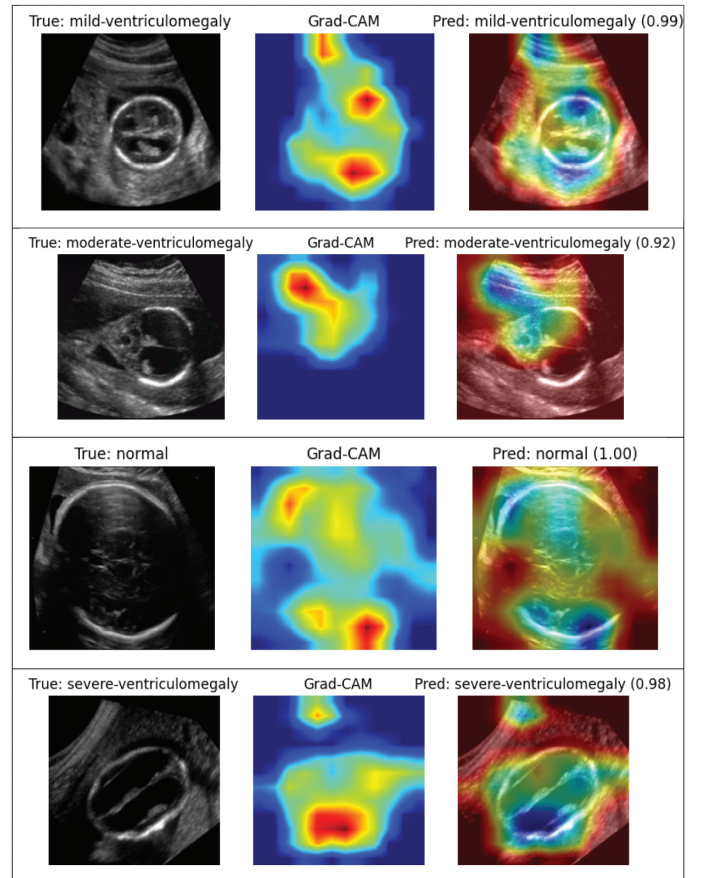 True: mild-ventriculomegaly Grad-CAM Pred: mild-ventriculomegaly (0.99)
True: moderate-ventriculomegaly Grad-CAM Pred: moderate-ventriculomegaly (0.92)
True: normal Grad-CAM Pred: normal (1.00)
True: severe-ventriculomegaly Grad-CAM Pred: severe-ventriculomegaly (0.98)